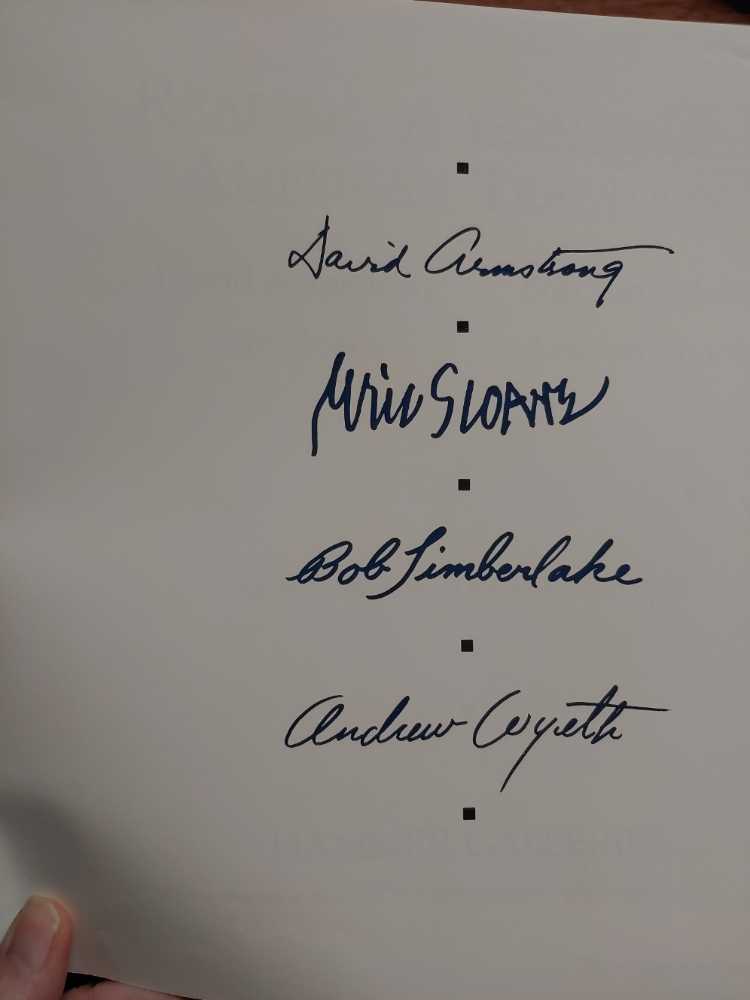 David Armstrong
Eric Sloane
Bob Timberlake
Andrew Wyeth